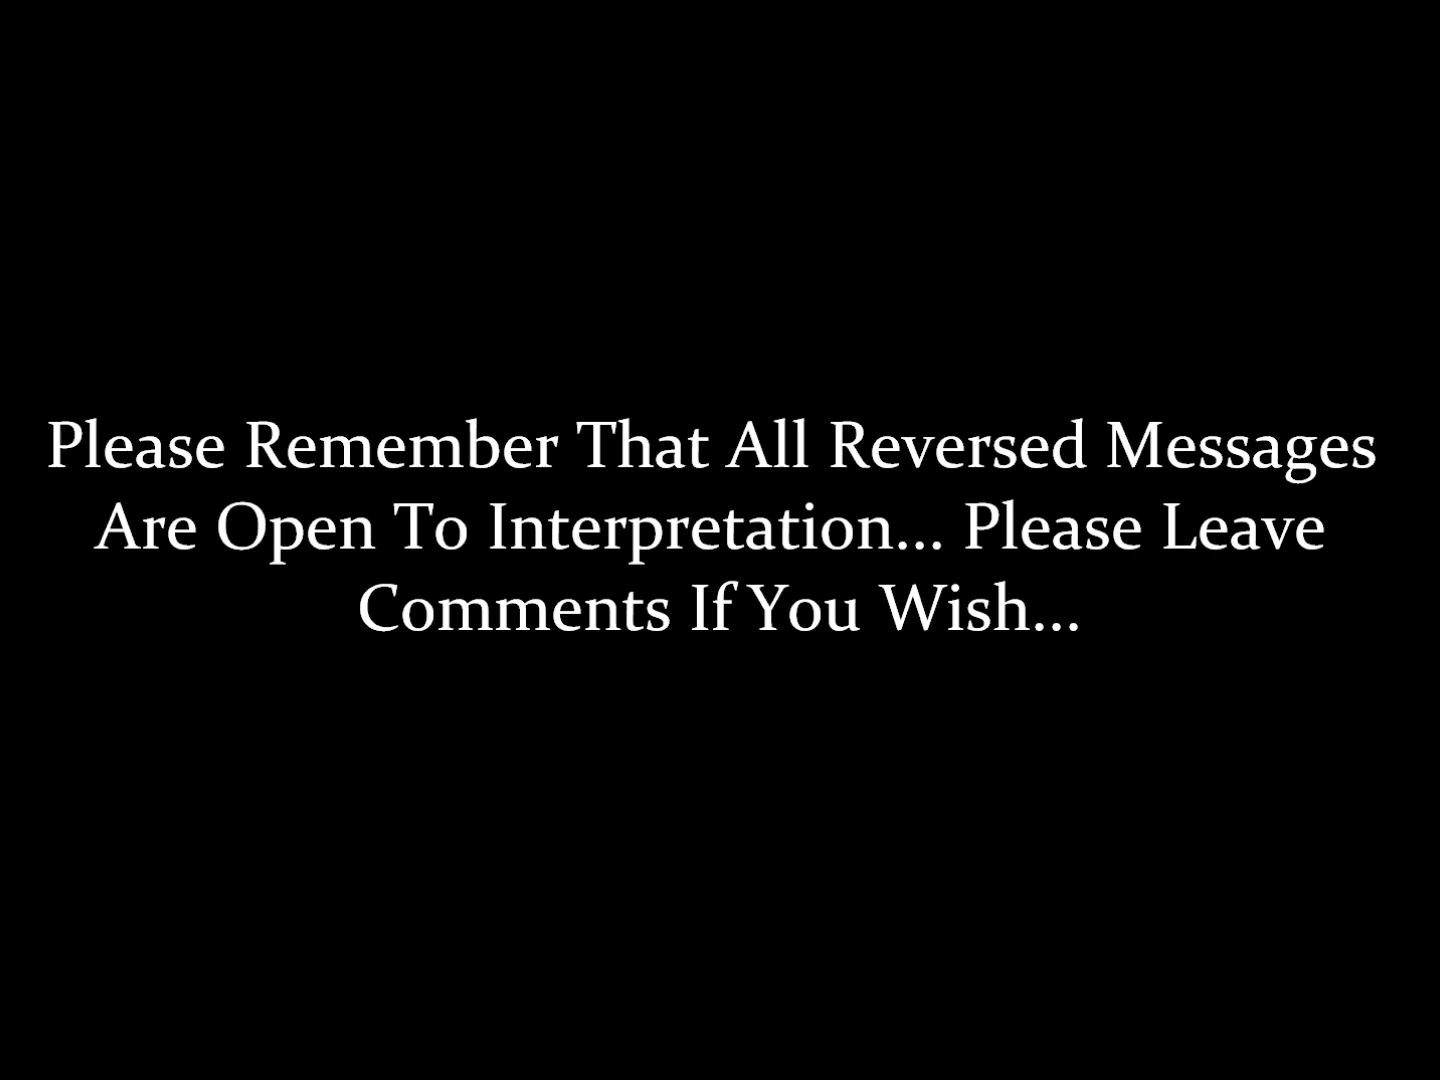 Please Remember That All Reversed Messages
Are Open To Interpretation... Please Leave
Comments If You Wish...